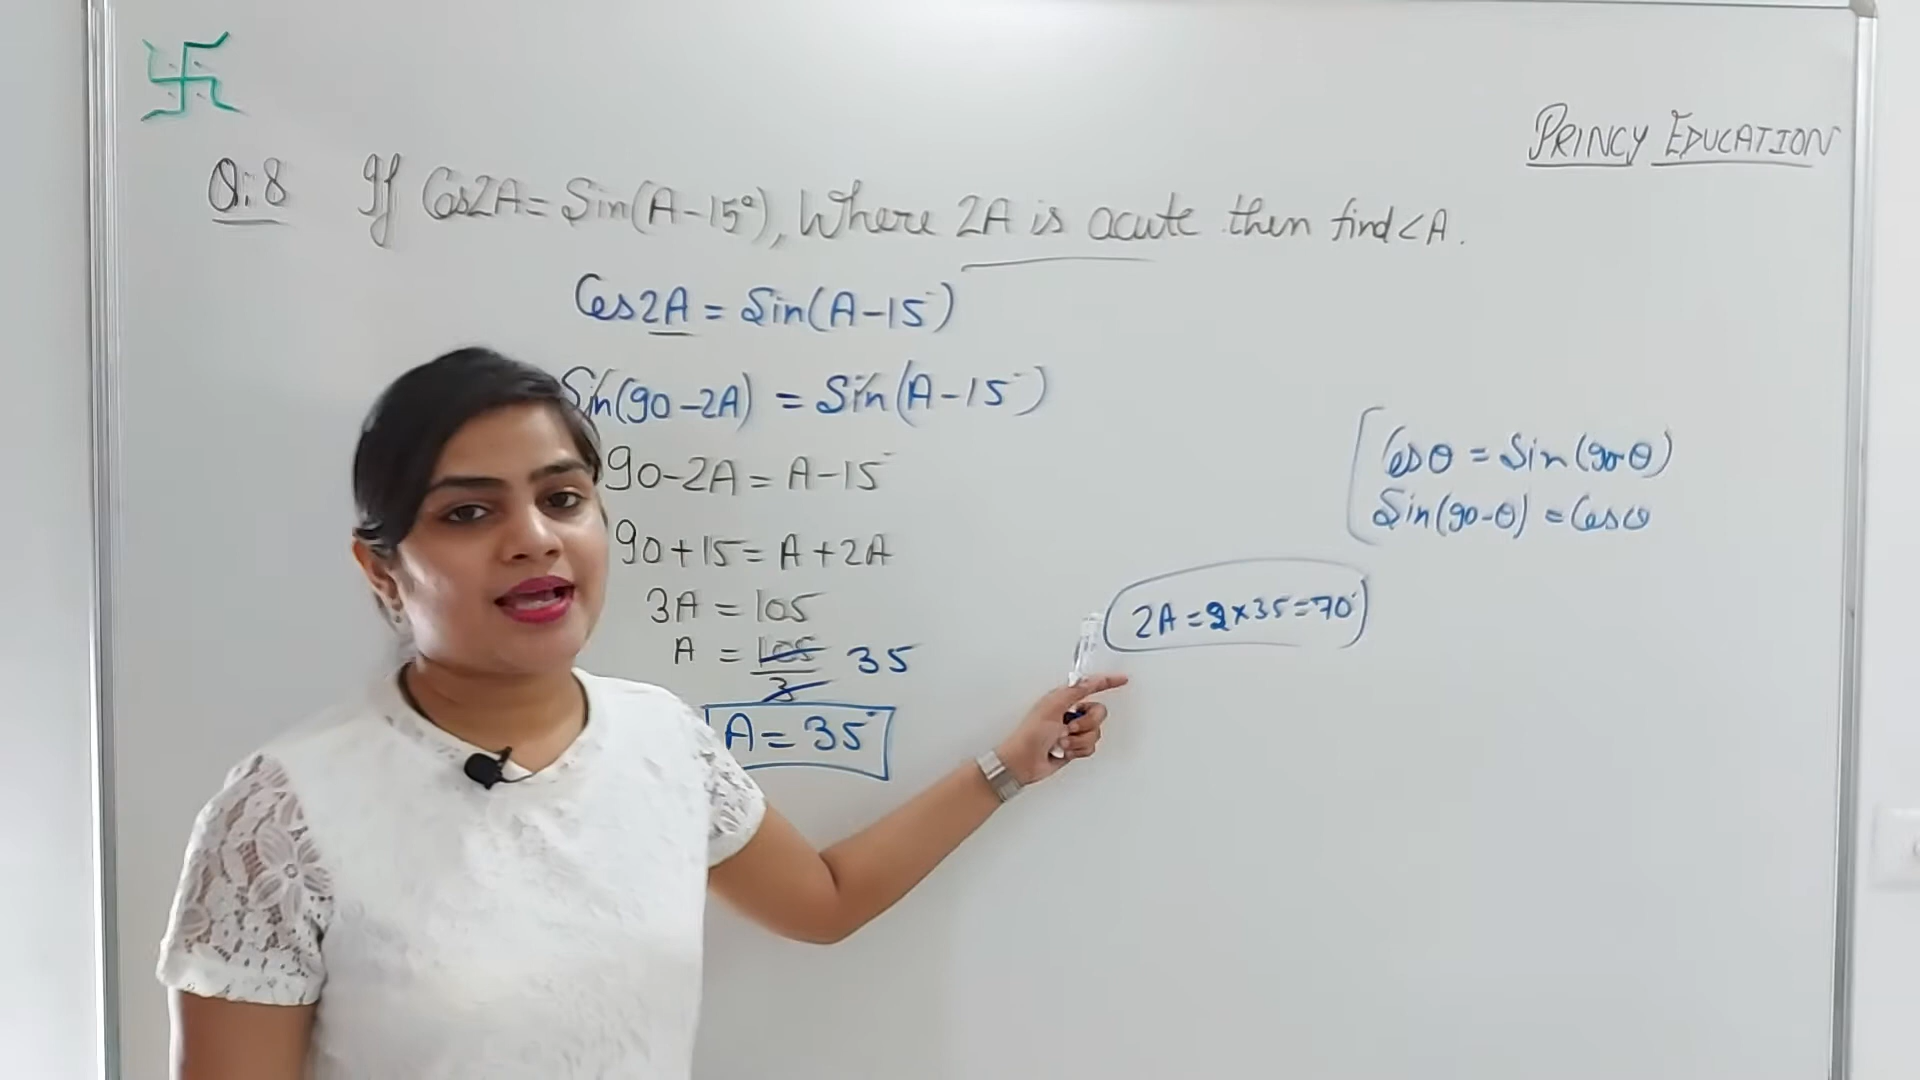 PRINCY EDUCATION
Q:8 If Cos2A = Sin(A-15°), Where 2A is acute then find <A.
Cos2A = Sin(A-15°)
Sin(90-2A) = Sin(A-15°)
90-2A = A-15°
90+15 = A+2A
3A = 105
A = 105/3 35
A = 35°
Cosθ = Sin(90-θ)
Sin(90-θ) = Cosθ
2A = 2×35 = 70°